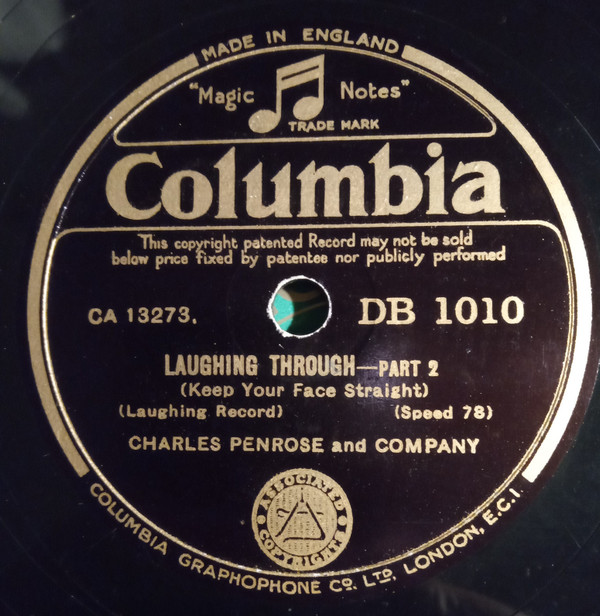 MADE IN ENGLAND
"Magic Notes"
TRADE MARK
Columbia
This copyright patented Record may not be sold
below price fixed by patentee nor publicly performed
CA 13273. DB 1010
LAUGHING THROUGH—PART 2
(Keep Your Face Straight)
(Laughing Record) (Speed 78)
CHARLES PENROSE and COMPANY
ASSOCIATED
COPYRIGHTS
COLUMBIA GRAPHOPHONE CO. LTD, LONDON, E.C.1.